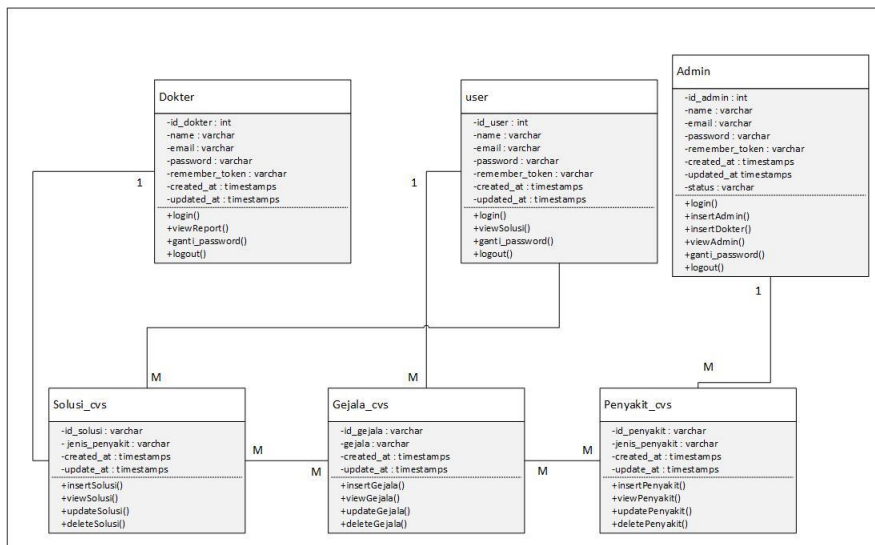 Dokter
-id_dokter : int
-name : varchar
-email : varchar
-password : varchar
-remember_token : varchar
-created_at : timestamps
-updated_at : timestamps
+login()
+viewReport()
+ganti_password()
+logout()
user
-id_user : int
-name : varchar
-email : varchar
-password : varchar
-remember_token : varchar
-created_at : timestamps
-updated_at : timestamps
+login()
+viewSolusi()
+ganti_password()
+logout()
Admin
-id_admin : int
-name : varchar
-email : varchar
-password : varchar
-remember_token : varchar
-created_at : timestamps
-updated_at timestamps
-status : varchar
+login()
+insertAdmin()
+insertDokter()
+viewAdmin()
+ganti_password()
+logout()
1
1
1
M
M
M
Solusi_cvs
-id_solusi : varchar
- jenis_penyakit : varchar
-created_at : timestamps
-update_at : timestamps
+insertSolusi()
+viewSolusi()
+updateSolusi()
+deleteSolusi()
M
M
Gejala_cvs
-id_gejala : varchar
-gejala : varchar
-created_at : timestamps
-update_at : timestamps
+insertGejala()
+viewGejala()
+updateGejala()
+deleteGejala()
M
M
Penyakit_cvs
-id_penyakit : varchar
-jenis_penyakit : varchar
-created_at : timestamps
-update_at : timestamps
+insertPenyakit()
+viewPenyakit()
+updatePenyakit()
+deletePenyakit()